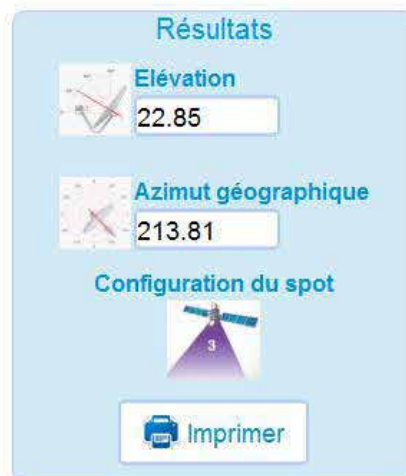 Résultats
Elévation
22.85
Azimut géographique
213.81
Configuration du spot
3
Imprimer